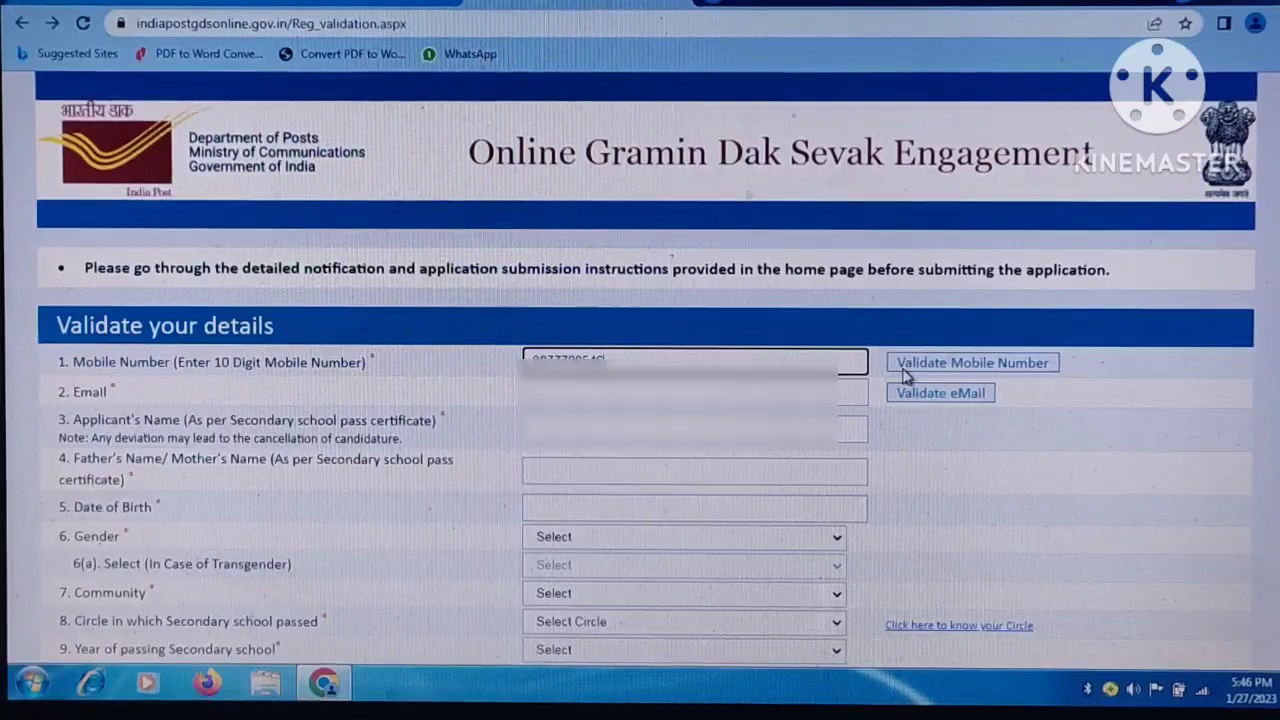 indiapostgdsonline.gov.in/Reg_validation.aspx
Suggested Sites PDF to Word Conve... Convert PDF to Wo... WhatsApp
K
KINEMASTER
भारतीय डाक
India Post
Department of Posts
Ministry of Communications
Government of India
Online Gramin Dak Sevak Engagement
सत्यमेव जयते
• Please go through the detailed notification and application submission instructions provided in the home page before submitting the application.
Validate your details
1. Mobile Number (Enter 10 Digit Mobile Number) * Validate Mobile Number
2. Email * Validate eMail
3. Applicant's Name (As per Secondary school pass certificate) *
Note: Any deviation may lead to the cancellation of candidature.
4. Father's Name/ Mother's Name (As per Secondary school pass
certificate) *
5. Date of Birth *
6. Gender * Select
6(a). Select (In Case of Transgender) Select
7. Community * Select
8. Circle in which Secondary school passed * Select Circle Click here to know your Circle
9. Year of passing Secondary school * Select
5:46 PM
1/27/2023